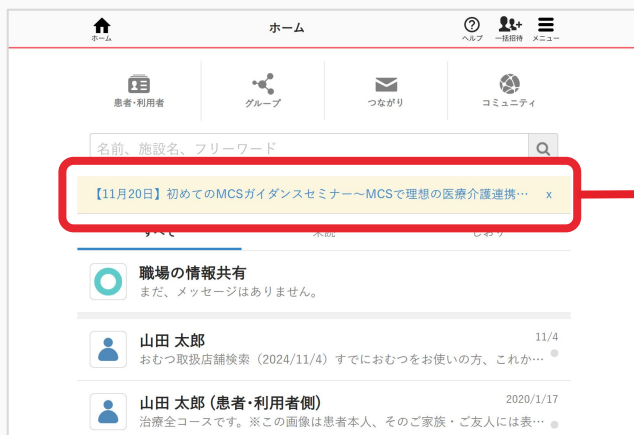 ホーム
ホーム
ヘルプ 一括招待 メニュー
患者・利用者 グループ つながり コミュニティ
名前、施設名、フリーワード
【11月20日】初めてのMCSガイダンスセミナー〜MCSで理想の医療介護連携… x
すべて 未読 しおり
職場の情報共有
まだ、メッセージはありません。
山田 太郎 11/4
おむつ取扱店舗検索（2024/11/4）すでにおむつをお使いの方、これか…
山田 太郎 (患者・利用者側) 2020/1/17
治療全コースです。※この画像は患者本人、そのご家族・ご友人には表…